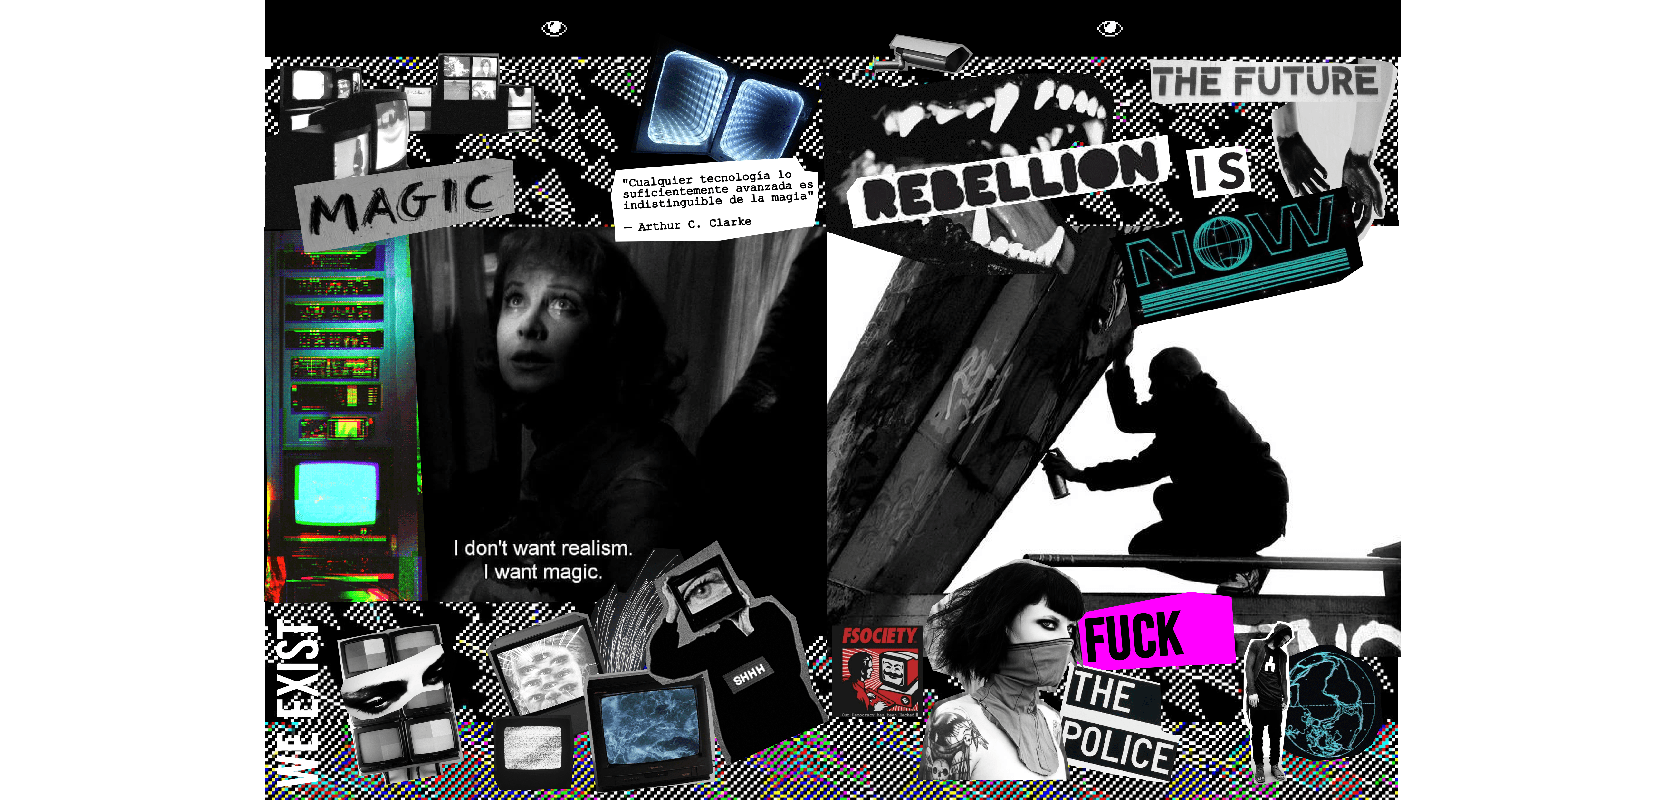 THE FUTURE
MAGIC
"Cualquier tecnología lo
suficientemente avanzada es
indistinguible de la magia"
— Arthur C. Clarke
REBELLION IS
NOW
I don't want realism.
I want magic.
WE EXIST
SHHH
FSOCIETY
FUCK
THE
POLICE